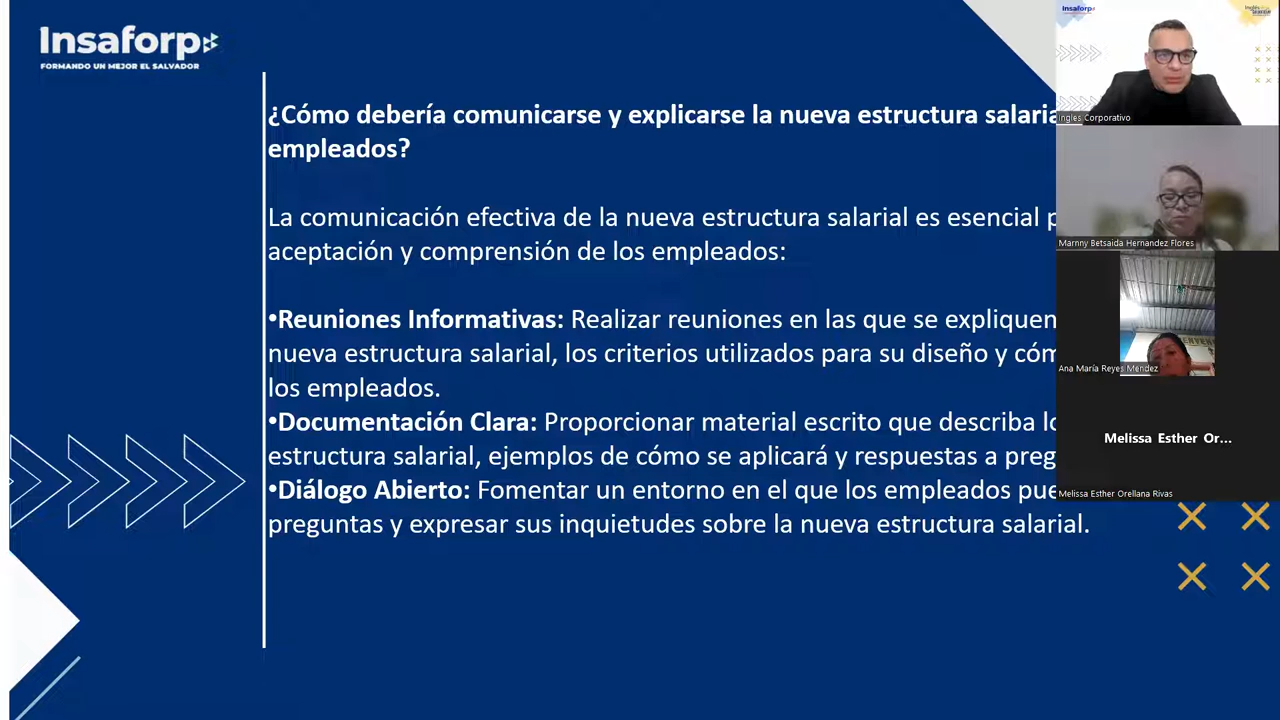 Insaforp
FORMANDO UN MEJOR EL SALVADOR
¿Cómo debería comunicarse y explicarse la nueva estructura salaria
empleados?
La comunicación efectiva de la nueva estructura salarial es esencial p
aceptación y comprensión de los empleados:
•Reuniones Informativas: Realizar reuniones en las que se expliquen
nueva estructura salarial, los criterios utilizados para su diseño y cóm
los empleados.
•Documentación Clara: Proporcionar material escrito que describa lo
estructura salarial, ejemplos de cómo se aplicará y respuestas a preg
•Diálogo Abierto: Fomentar un entorno en el que los empleados pue
preguntas y expresar sus inquietudes sobre la nueva estructura salarial.
Insaforp
Ingles Corporativo
Marnny Betsaida Hernandez Flores
Ana María Reyes Mendez
Melissa Esther Or...
Melissa Esther Orellana Rivas